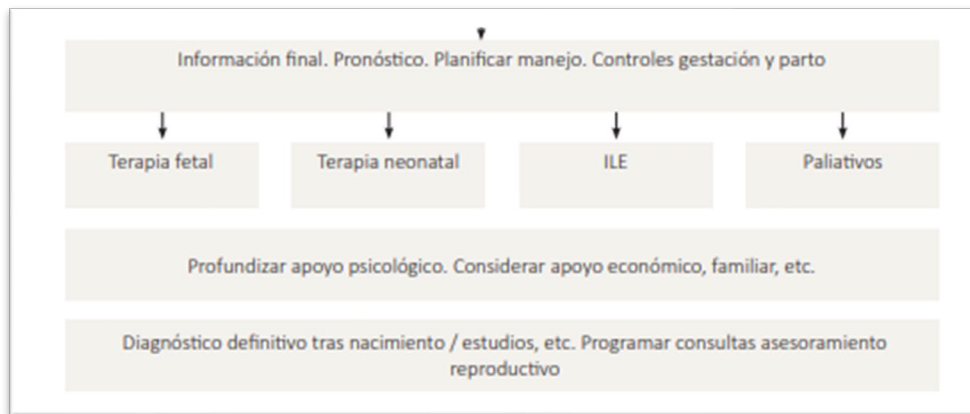 Información final. Pronóstico. Planificar manejo. Controles gestación y parto
Terapia fetal
Terapia neonatal
ILE
Paliativos
Profundizar apoyo psicológico. Considerar apoyo económico, familiar, etc.
Diagnóstico definitivo tras nacimiento / estudios, etc. Programar consultas asesoramiento
reproductivo